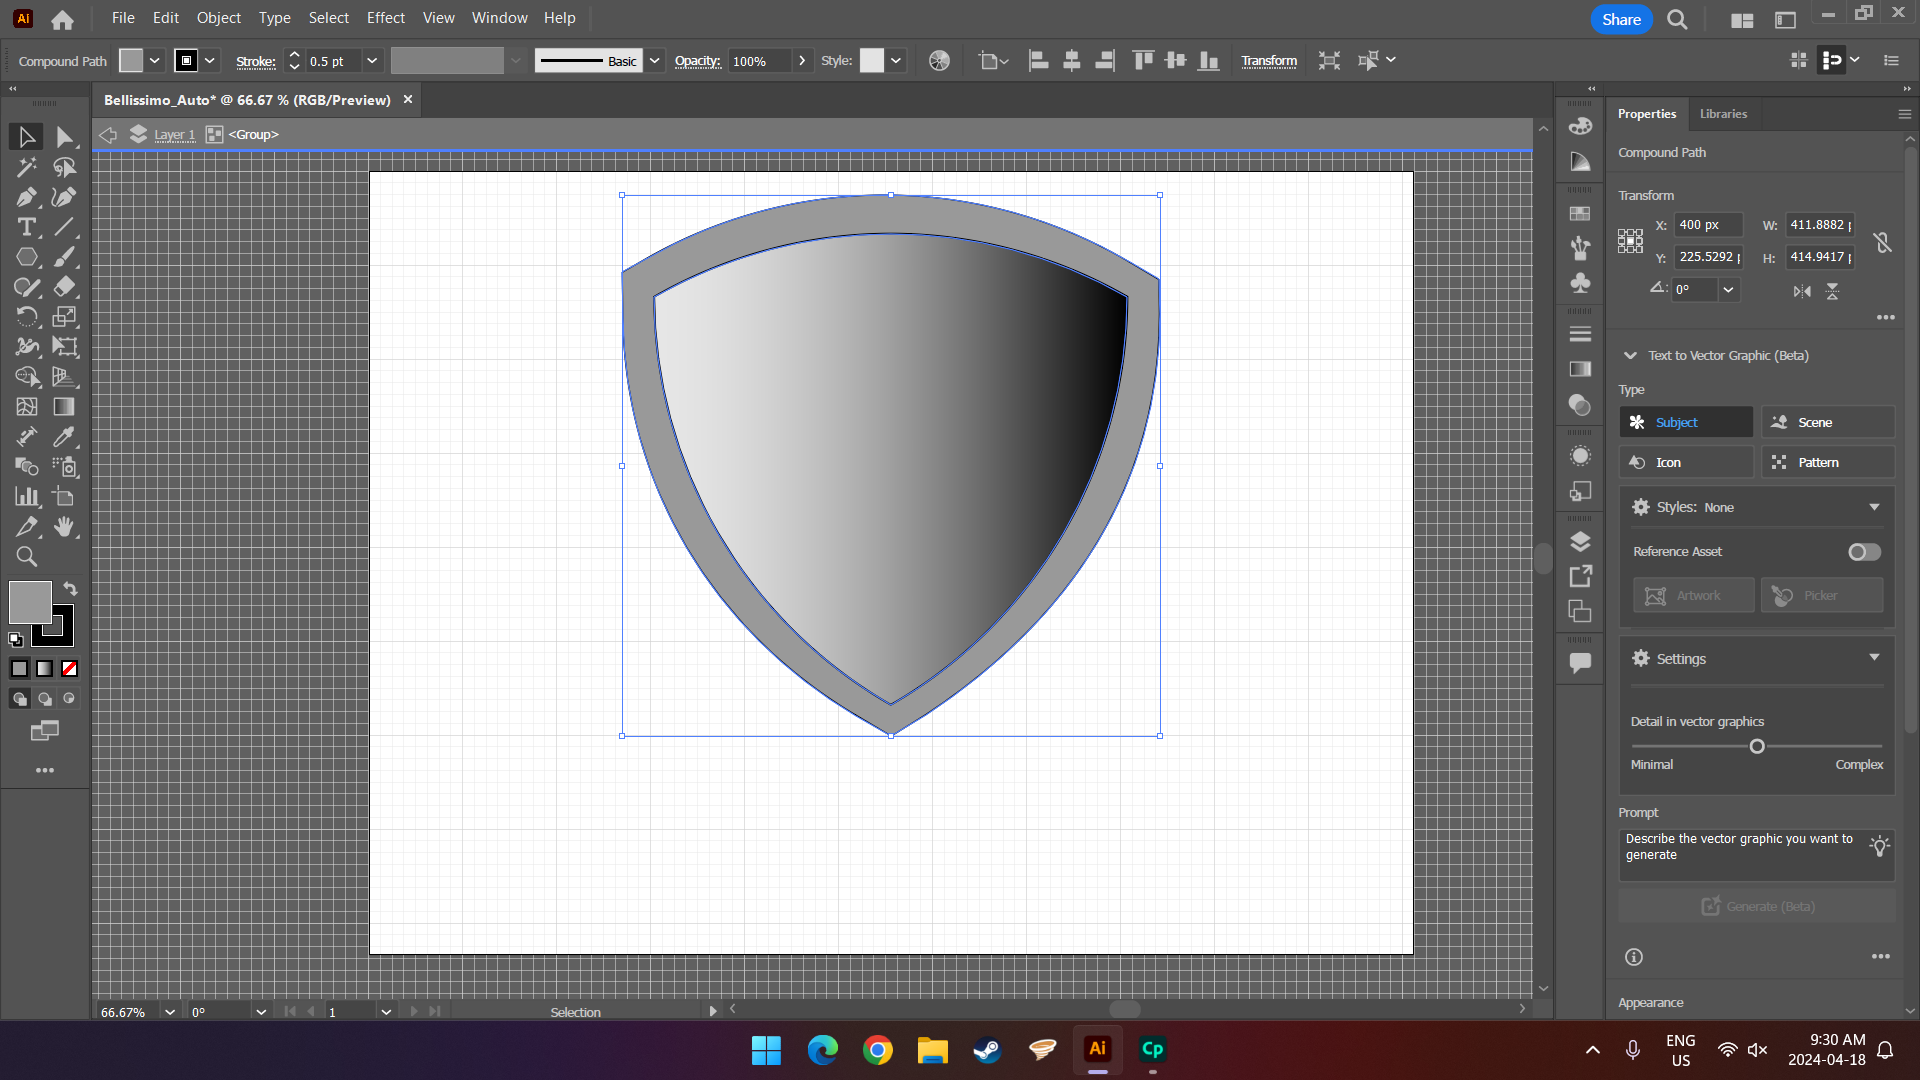 Ai File Edit Object Type Select Effect View Window Help Share
Compound Path Stroke: 0.5 pt Basic Opacity: 100% Style: Transform
Bellissimo_Auto* @ 66.67 % (RGB/Preview) ×
Layer 1 <Group>
Properties Libraries
Compound Path
Transform
X: 400 px W: 411.8882 p
Y: 225.5292 p H: 414.9417 p
0°
Text to Vector Graphic (Beta)
Type
Subject Scene
Icon Pattern
Styles: None
Reference Asset
Artwork Picker
Settings
Detail in vector graphics
Minimal Complex
Prompt
Describe the vector graphic you want to
generate
Generate (Beta)
Appearance
66.67% 0° 1 Selection
Ai Cp
ENG
US
9:30 AM
2024-04-18